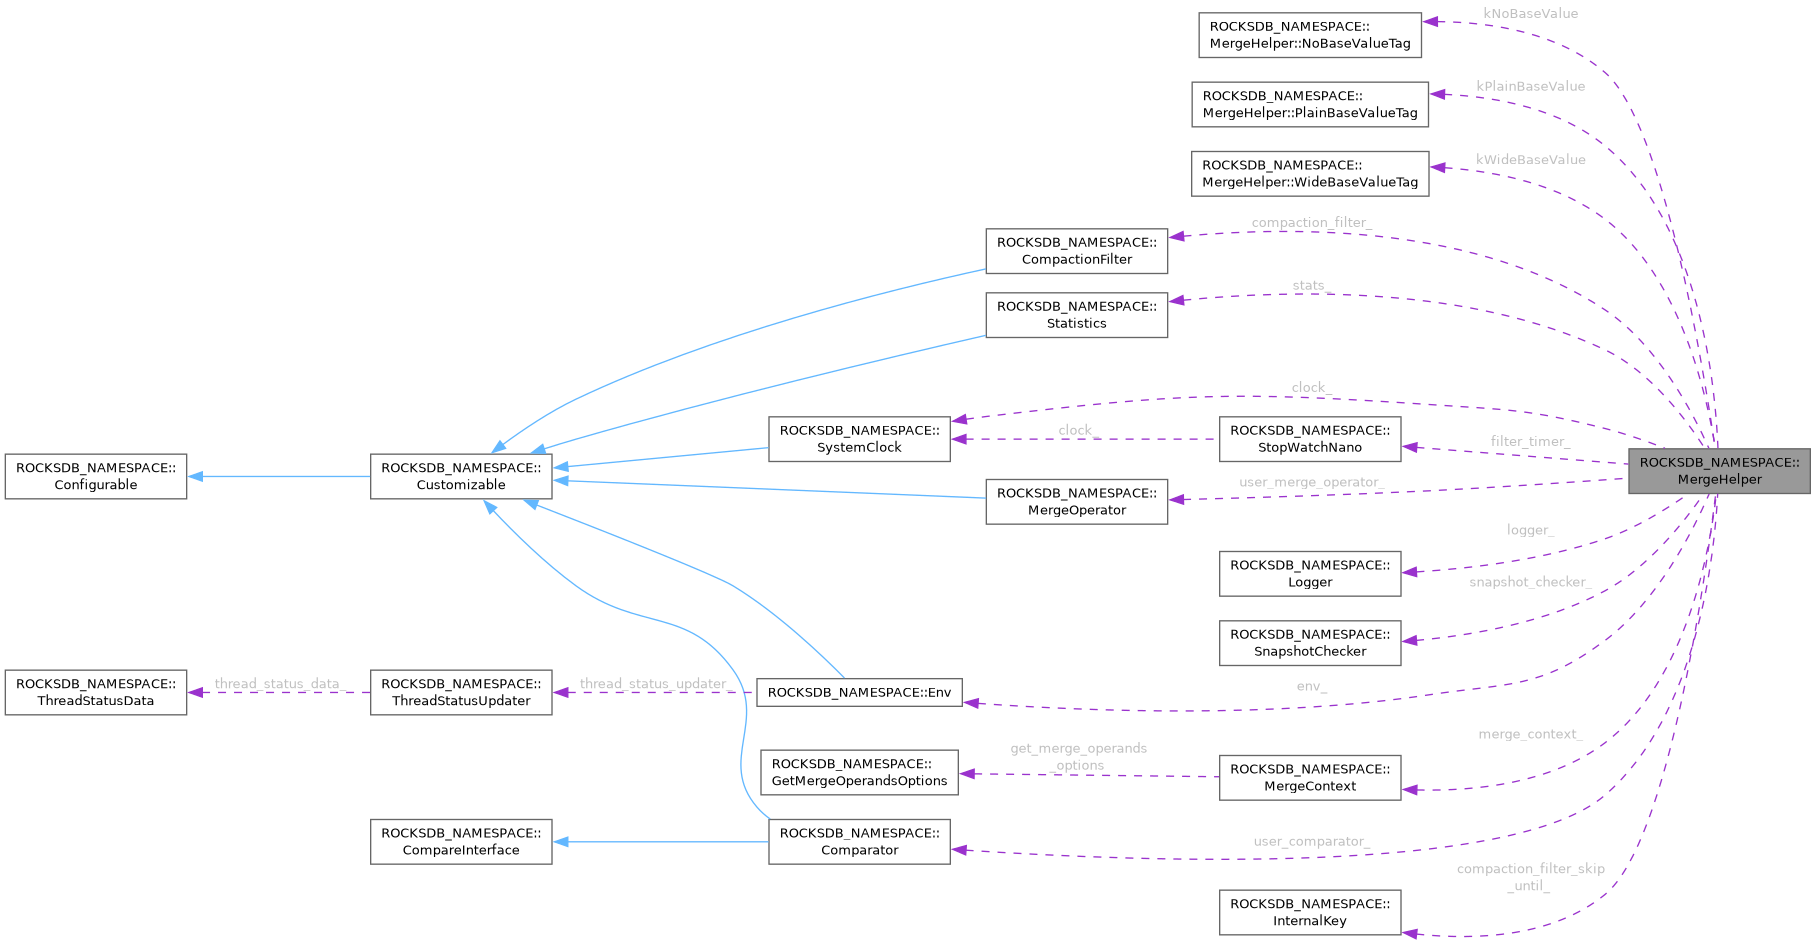 kNoBaseValue
ROCKSDB_NAMESPACE::
MergeHelper::NoBaseValueTag
kPlainBaseValue
ROCKSDB_NAMESPACE::
MergeHelper::PlainBaseValueTag
kWideBaseValue
ROCKSDB_NAMESPACE::
MergeHelper::WideBaseValueTag
compaction_filter_
ROCKSDB_NAMESPACE::
CompactionFilter
stats_
ROCKSDB_NAMESPACE::
Statistics
clock_
ROCKSDB_NAMESPACE::
SystemClock
clock_
ROCKSDB_NAMESPACE::
StopWatchNano
filter_timer_
ROCKSDB_NAMESPACE::
MergeHelper
ROCKSDB_NAMESPACE::
Configurable
ROCKSDB_NAMESPACE::
Customizable
user_merge_operator_
ROCKSDB_NAMESPACE::
MergeOperator
logger_
ROCKSDB_NAMESPACE::
Logger
snapshot_checker_
ROCKSDB_NAMESPACE::
SnapshotChecker
ROCKSDB_NAMESPACE::
ThreadStatusData
thread_status_data_
ROCKSDB_NAMESPACE::
ThreadStatusUpdater
thread_status_updater_
ROCKSDB_NAMESPACE::Env
env_
merge_context_
ROCKSDB_NAMESPACE::
GetMergeOperandsOptions
get_merge_operands
_options
ROCKSDB_NAMESPACE::
MergeContext
ROCKSDB_NAMESPACE::
CompareInterface
ROCKSDB_NAMESPACE::
Comparator
user_comparator_
compaction_filter_skip
_until_
ROCKSDB_NAMESPACE::
InternalKey